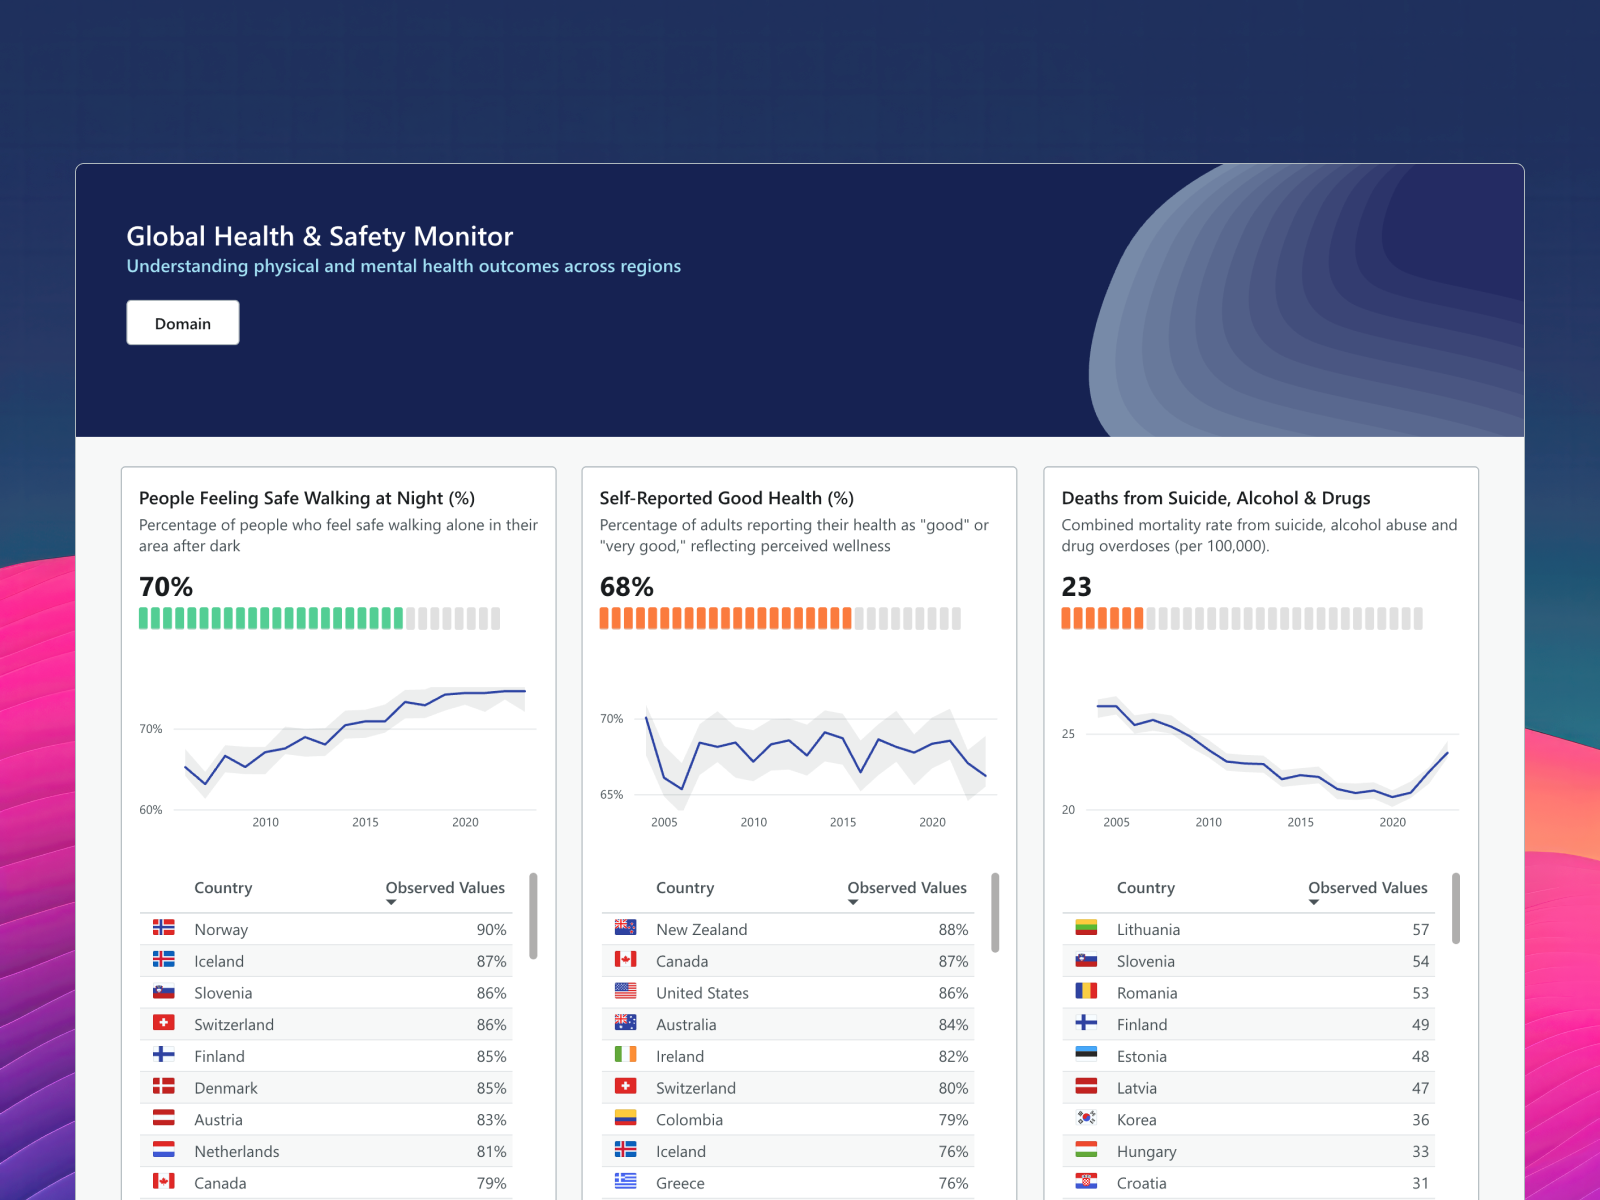 Global Health & Safety Monitor
Understanding physical and mental health outcomes across regions
Domain
People Feeling Safe Walking at Night (%)
Percentage of people who feel safe walking alone in their
area after dark
70%
70%
60%
2010 2015 2020
Country Observed Values
Norway 90%
Iceland 87%
Slovenia 86%
Switzerland 86%
Finland 85%
Denmark 85%
Austria 83%
Netherlands 81%
Canada 79%
Self-Reported Good Health (%)
Percentage of adults reporting their health as "good" or
"very good," reflecting perceived wellness
68%
70%
65%
2005 2010 2015 2020
Country Observed Values
New Zealand 88%
Canada 87%
United States 86%
Australia 84%
Ireland 82%
Switzerland 80%
Colombia 79%
Iceland 76%
Greece 76%
Deaths from Suicide, Alcohol & Drugs
Combined mortality rate from suicide, alcohol abuse and
drug overdoses (per 100,000).
23
25
20
2005 2010 2015 2020
Country Observed Values
Lithuania 57
Slovenia 54
Romania 53
Finland 49
Estonia 48
Latvia 47
Korea 36
Hungary 33
Croatia 31